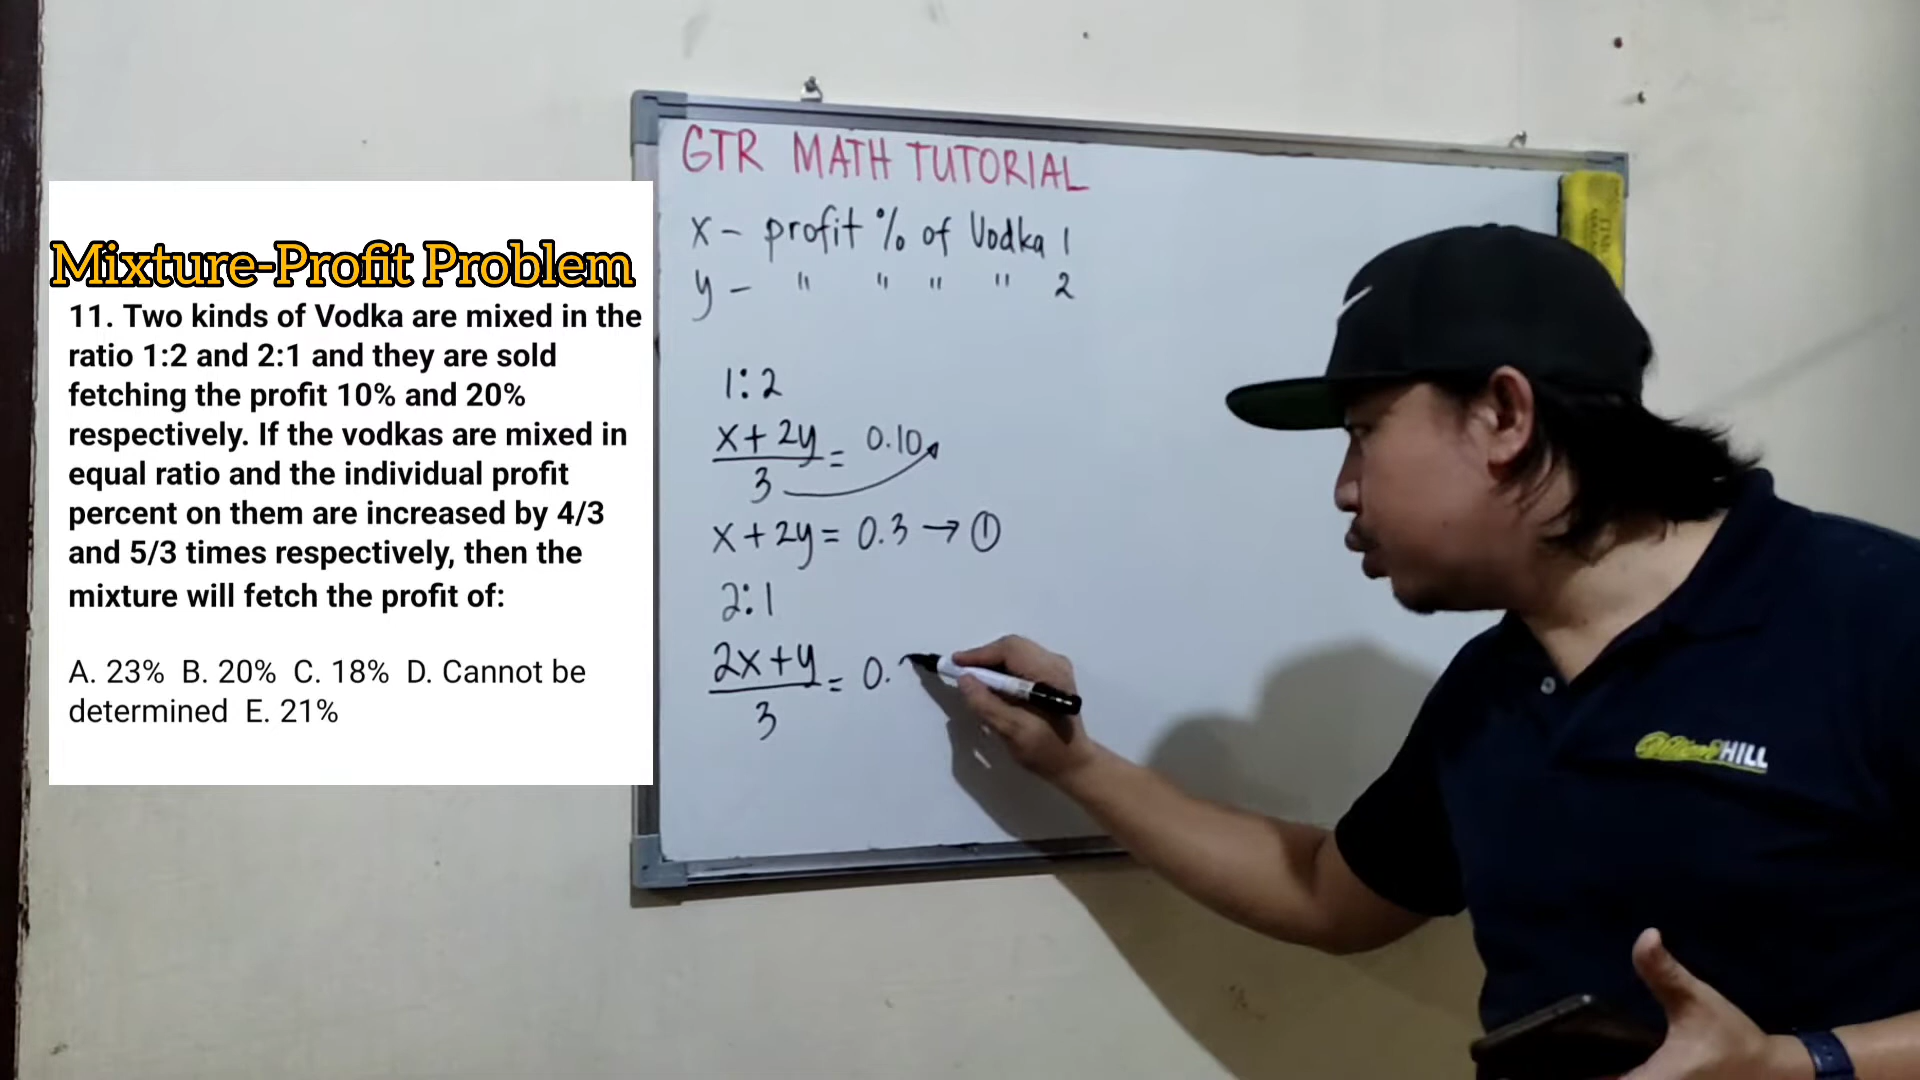 Mixture-Profit Problem
11. Two kinds of Vodka are mixed in the
ratio 1:2 and 2:1 and they are sold
fetching the profit 10% and 20%
respectively. If the vodkas are mixed in
equal ratio and the individual profit
percent on them are increased by 4/3
and 5/3 times respectively, then the
mixture will fetch the profit of:
A. 23% B. 20% C. 18% D. Cannot be
determined E. 21%
GTR MATH TUTORIAL
x - profit % of Vodka 1
y - " " " " 2
1:2
x + 2y
3
= 0.10
x + 2y = 0.3 → ①
2:1
2x + y
3
= 0.
HILL